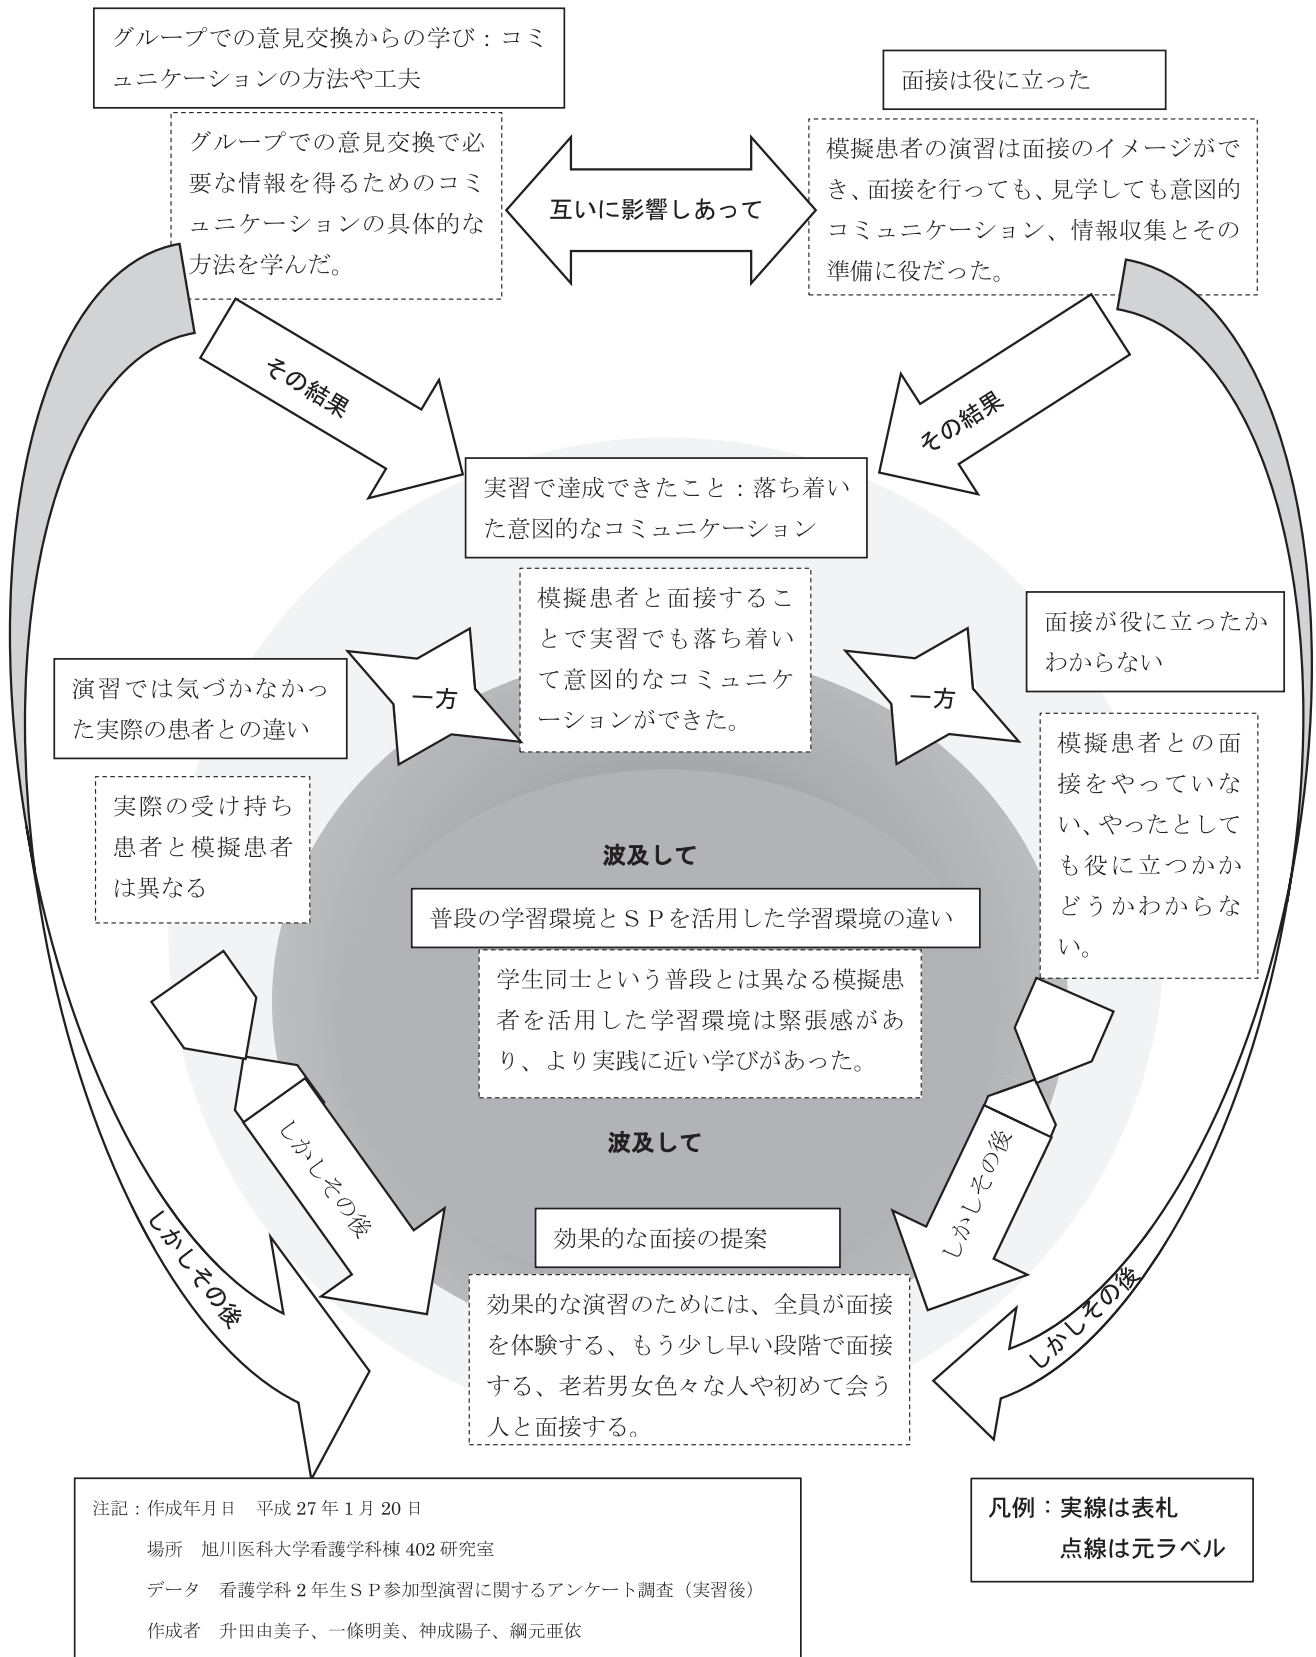 グループでの意見交換からの学び：コミ
ュニケーションの方法や工夫
グループでの意見交換で必
要な情報を得るためのコミ
ュニケーションの具体的な
方法を学んだ。
互いに影響しあって
面接は役に立った
模擬患者の演習は面接のイメージがで
き、面接を行っても、見学しても意図的
コミュニケーション、情報収集とその
準備に役だった。
その結果
その結果
実習で達成できたこと：落ち着い
た意図的なコミュニケーション
模擬患者と面接するこ
とで実習でも落ち着い
て意図的なコミュニケ
ーションができた。
一方
一方
演習では気づかなかっ
た実際の患者との違い
実際の受け持ち
患者と模擬患者
は異なる
面接が役に立ったか
わからない
模擬患者との面
接をやっていな
い、やったとして
も役に立つかか
どうかわからな
い。
波及して
普段の学習環境とＳＰを活用した学習環境の違い
学生同士という普段とは異なる模擬患
者を活用した学習環境は緊張感があ
り、より実践に近い学びがあった。
波及して
しかしその後
しかしその後
しかしその後
しかしその後
効果的な面接の提案
効果的な演習のためには、全員が面接
を体験する、もう少し早い段階で面接
する、老若男女色々な人や初めて会う
人と面接する。
注記：作成年月日　平成 27 年 1 月 20 日
場所　旭川医科大学看護学科棟 402 研究室
データ　看護学科 2 年生ＳＰ参加型演習に関するアンケート調査（実習後）
作成者　升田由美子、一條明美、神成陽子、綱元亜依
凡例：実線は表札
点線は元ラベル